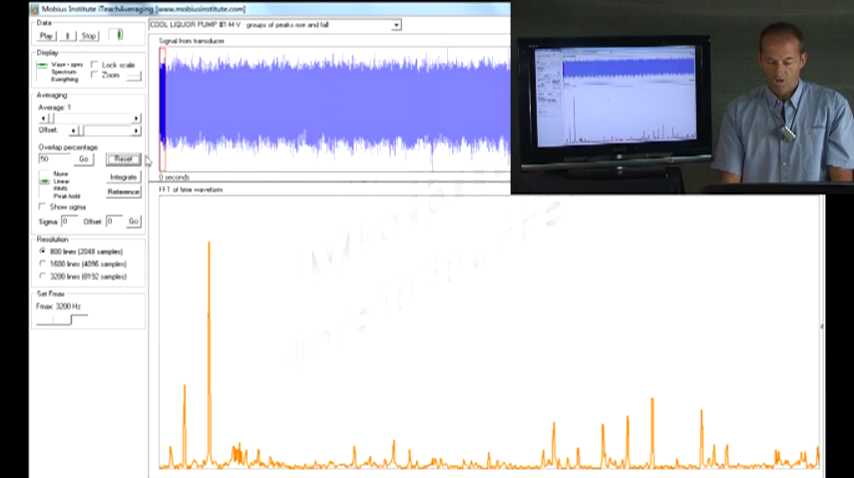 Mobius Institute iTeachAveraging [www.mobiusinstitute.com]
Data
Play || Stop
COOL LIQUOR PUMP #1 M V groups of peaks rise and fall
Signal from transducer
Display
Wave - spec
Spectrum
Everything
Lock scale
Zoom
Averaging
Average: 1
Offset:
Overlap percentage:
50 Go Reset
None
Linear
RMS
Peak hold
Integrate
Reference
Show sigma
Sigma: 0 Offset: 0 Go
Resolution
800 lines (2048 samples)
1600 lines (4096 samples)
3200 lines (8192 samples)
Set Fmax
Fmax: 3200 Hz
0 seconds
FFT of time waveform
Mobius
Institute